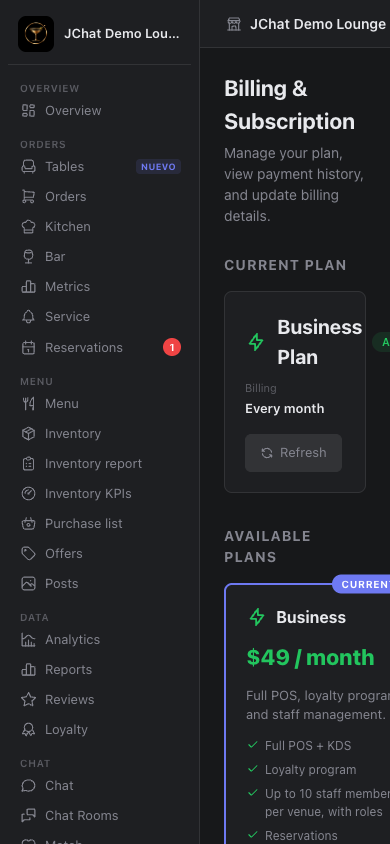 JChat Demo Lou...
OVERVIEW
Overview
ORDERS
Tables NUEVO
Orders
Kitchen
Bar
Metrics
Service
Reservations 1
MENU
Menu
Inventory
Inventory report
Inventory KPIs
Purchase list
Offers
Posts
DATA
Analytics
Reports
Reviews
Loyalty
CHAT
Chat
Chat Rooms
JChat Demo Lounge
Billing &
Subscription
Manage your plan,
view payment history,
and update billing
details.
CURRENT PLAN
Business
Plan
Billing
Every month
Refresh
AVAILABLE
PLANS
Business
$49 / month
Full POS, loyalty
and staff management.
Full POS + KDS
Loyalty program
Up to 10 staff
per venue, with roles
Reservations